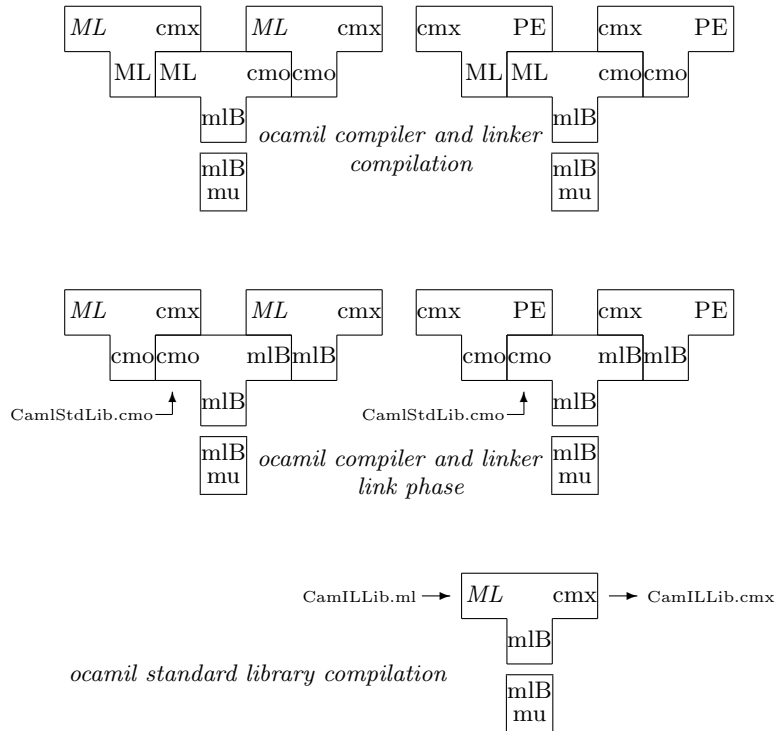 ML cmx ML cmx cmx PE cmx PE
ML ML cmo cmo ML ML cmo cmo
mlB mlB
ocamil compiler and linker
compilation
mlB mlB
mu mu
ML cmx ML cmx cmx PE cmx PE
cmo cmo mlB mlB cmo cmo mlB mlB
CamlStdLib.cmo mlB CamlStdLib.cmo mlB
ocamil compiler and linker
link phase
mlB mlB
mu mu
CamILLib.ml ML cmx CamILLib.cmx
mlB
ocamil standard library compilation
mlB
mu